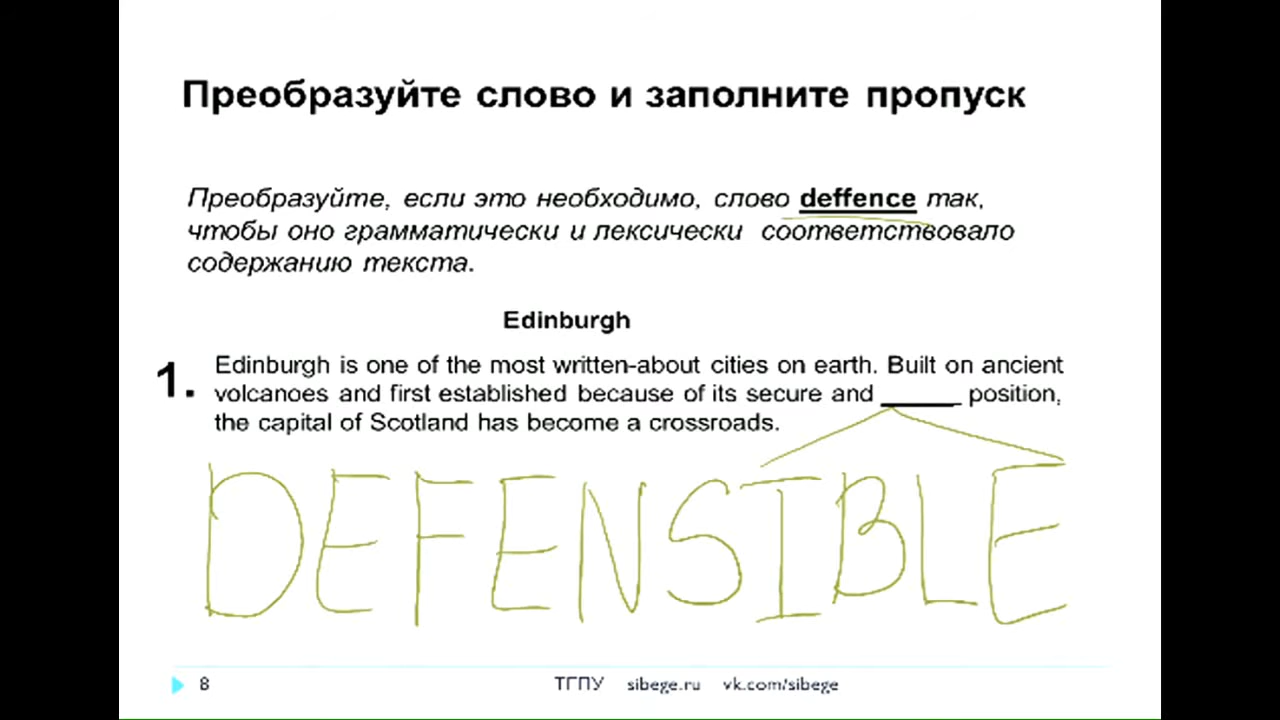 Преобразуйте слово и заполните пропуск
Преобразуйте, если это необходимо, слово deffence так,
чтобы оно грамматически и лексически соответствовало
содержанию текста.
Edinburgh
1. Edinburgh is one of the most written-about cities on earth. Built on ancient
volcanoes and first established because of its secure and ______ position,
the capital of Scotland has become a crossroads.
DEFENSIBLE
8 ТГПУ sibege.ru vk.com/sibege